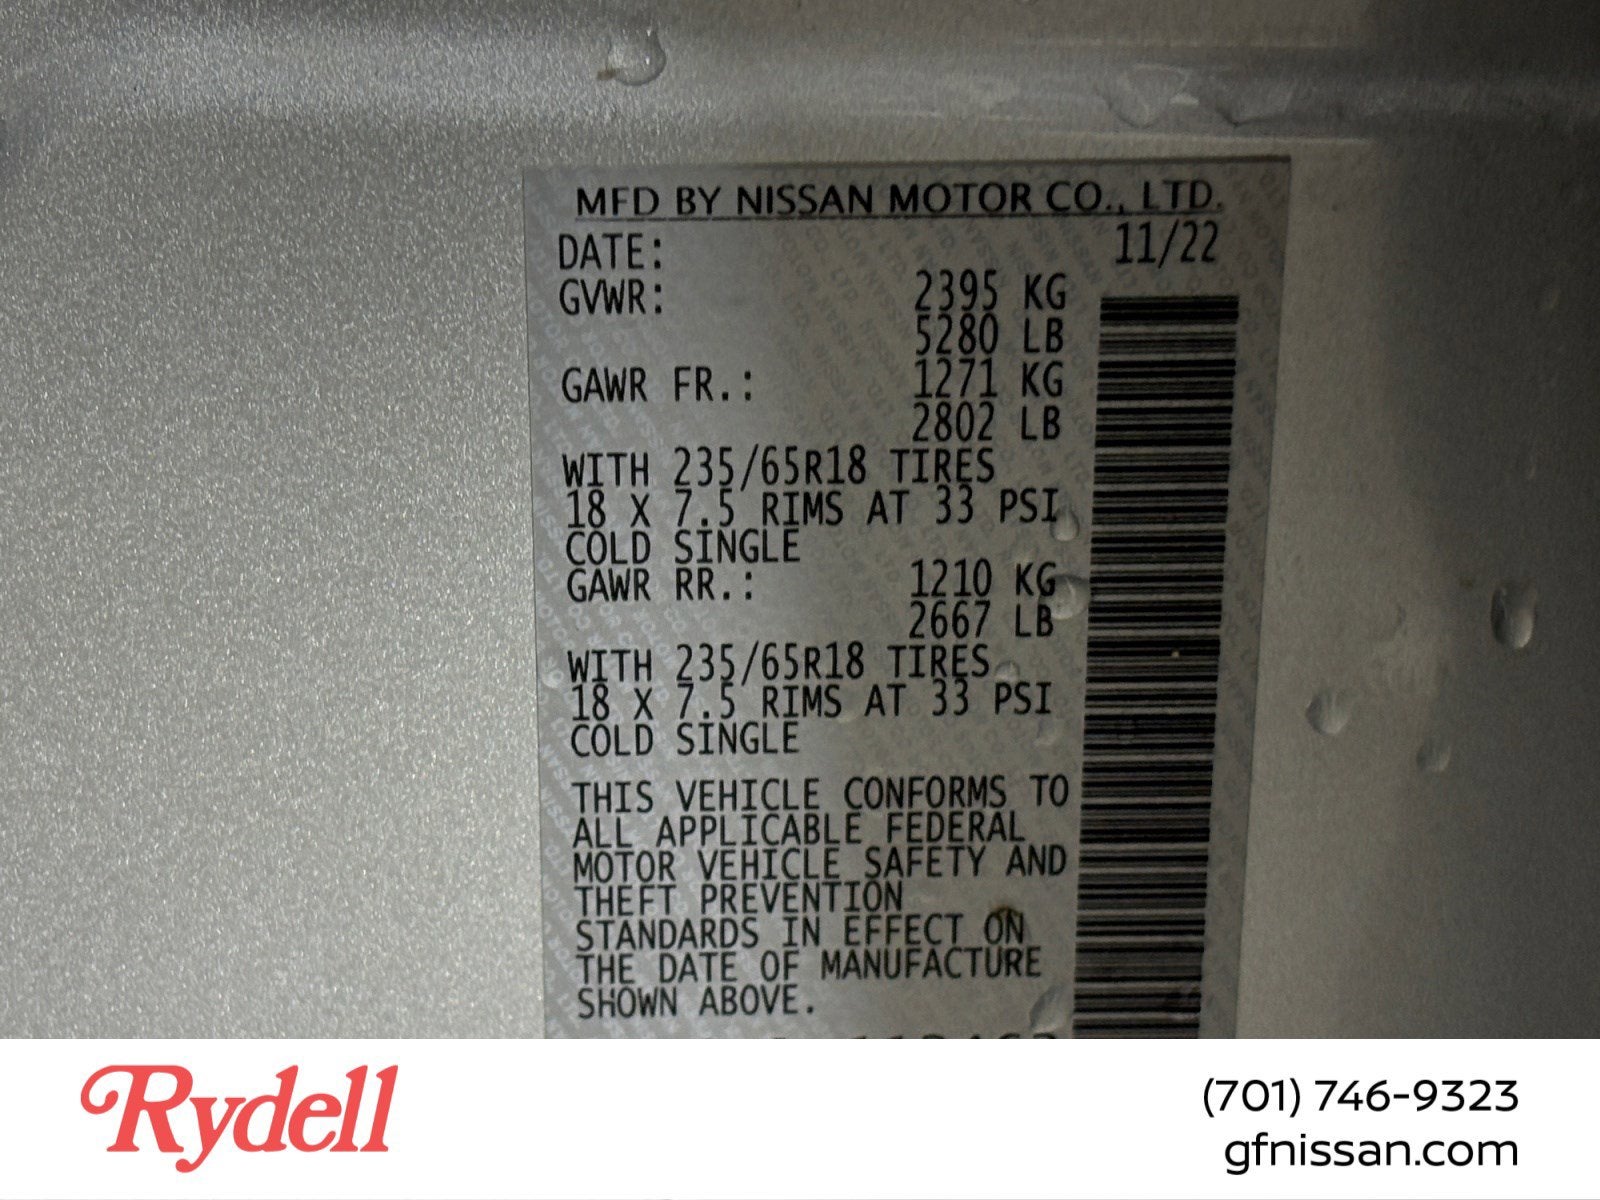 MFD BY NISSAN MOTOR CO., LTD.
DATE: 11/22
GVWR: 2395 KG
5280 LB
GAWR FR.: 1271 KG
2802 LB
WITH 235/65R18 TIRES
18 X 7.5 RIMS AT 33 PSI
COLD SINGLE
GAWR RR.: 1210 KG
2667 LB
WITH 235/65R18 TIRES
18 X 7.5 RIMS AT 33 PSI
COLD SINGLE
THIS VEHICLE CONFORMS TO
ALL APPLICABLE FEDERAL
MOTOR VEHICLE SAFETY AND
THEFT PREVENTION
STANDARDS IN EFFECT ON
THE DATE OF MANUFACTURE
SHOWN ABOVE.
Rydell
(701) 746-9323
gfnissan.com